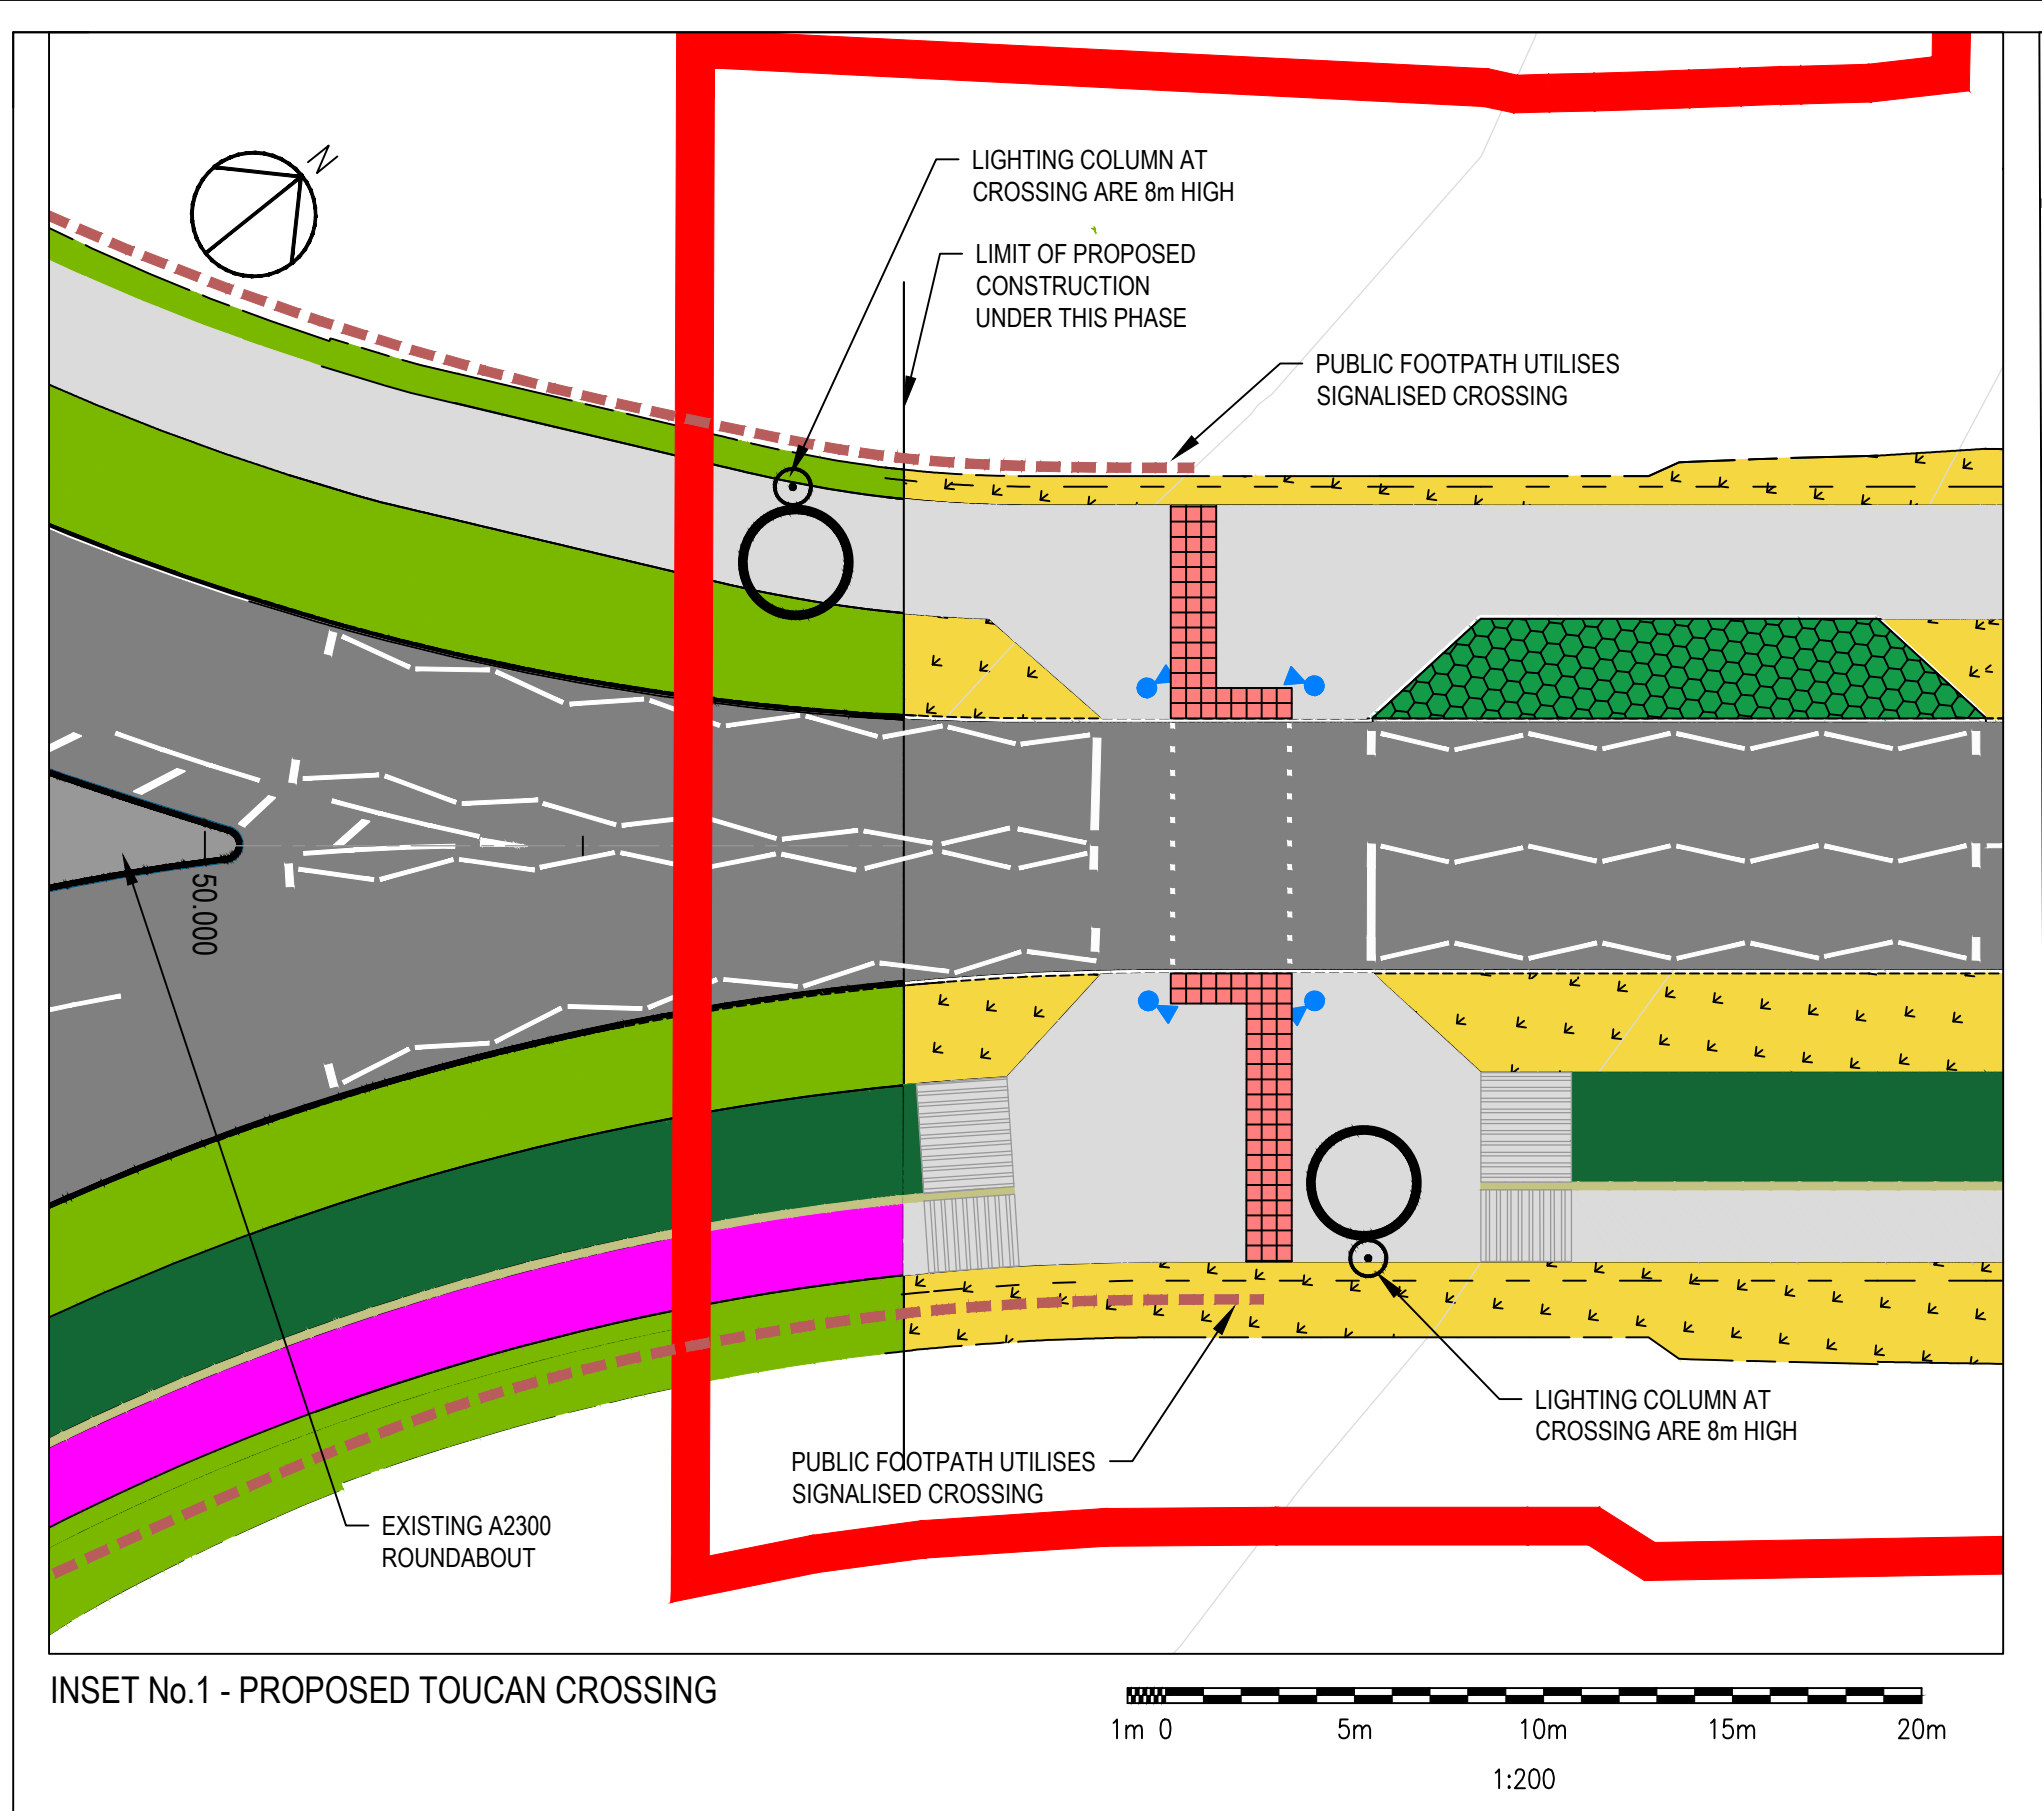 N
LIGHTING COLUMN AT
CROSSING ARE 8m HIGH
LIMIT OF PROPOSED
CONSTRUCTION
UNDER THIS PHASE
PUBLIC FOOTPATH UTILISES
SIGNALISED CROSSING
50.000
LIGHTING COLUMN AT
CROSSING ARE 8m HIGH
PUBLIC FOOTPATH UTILISES
SIGNALISED CROSSING
EXISTING A2300
ROUNDABOUT
INSET No.1 - PROPOSED TOUCAN CROSSING
1m 0 5m 10m 15m 20m
1:200